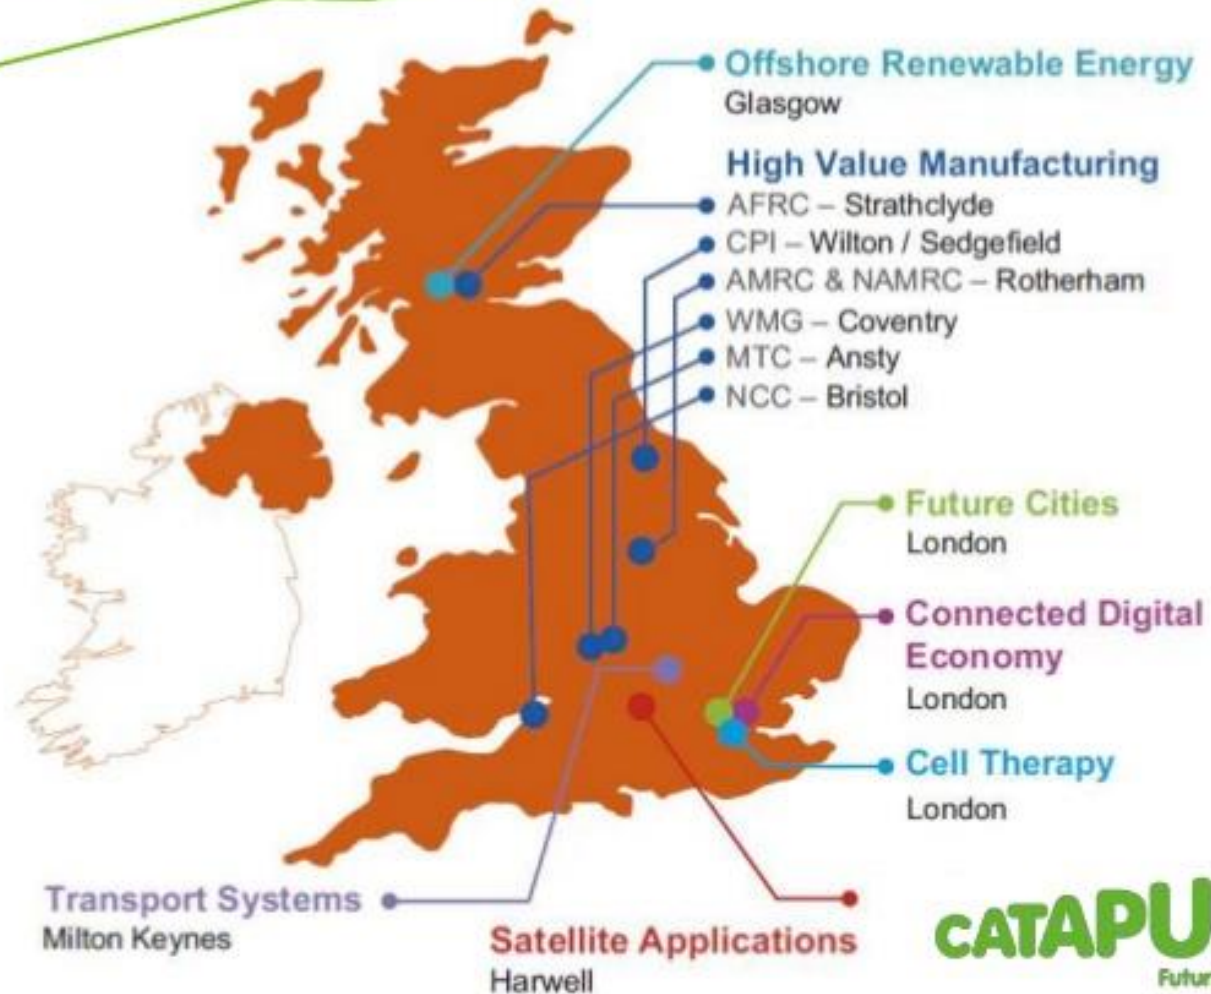 Offshore Renewable Energy
Glasgow
High Value Manufacturing
AFRC – Strathclyde
CPI – Wilton / Sedgefield
AMRC & NAMRC – Rotherham
WMG – Coventry
MTC – Ansty
NCC – Bristol
Future Cities
London
Connected Digital
Economy
London
Cell Therapy
London
Transport Systems
Milton Keynes
Satellite Applications
Harwell
CATAPU
Futur